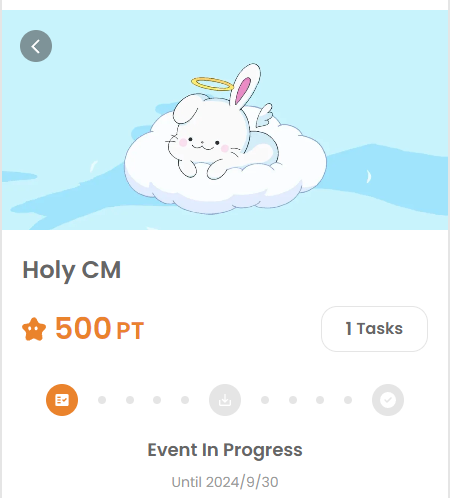 Holy CM
500 PT
1 Tasks
Event In Progress
Until 2024/9/30